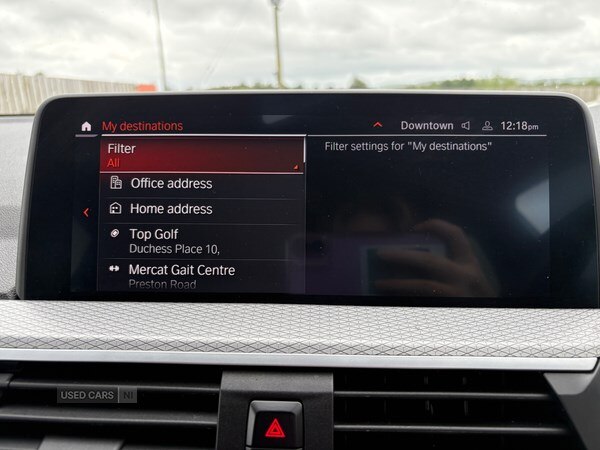 My destinations
Downtown 12:18pm
Filter
All
Filter settings for "My destinations"
Office address
Home address
Top Golf
Duchess Place 10,
Mercat Gait Centre
Preston Road
USED CARS NI